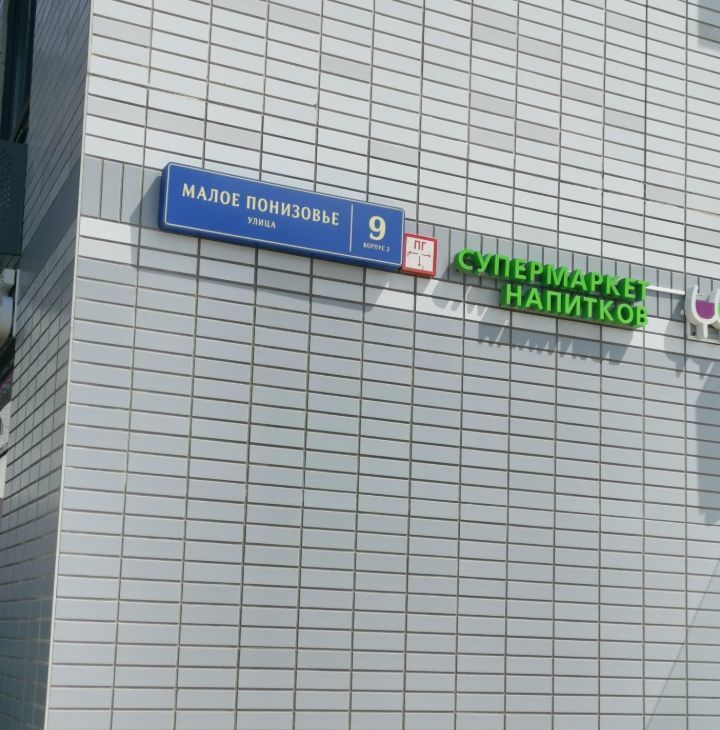 МАЛОЕ ПОНИЗОВЬЕ
УЛИЦА
9
КОРПУС 2
ПГ
СУПЕРМАРКЕТ
НАПИТКОВ